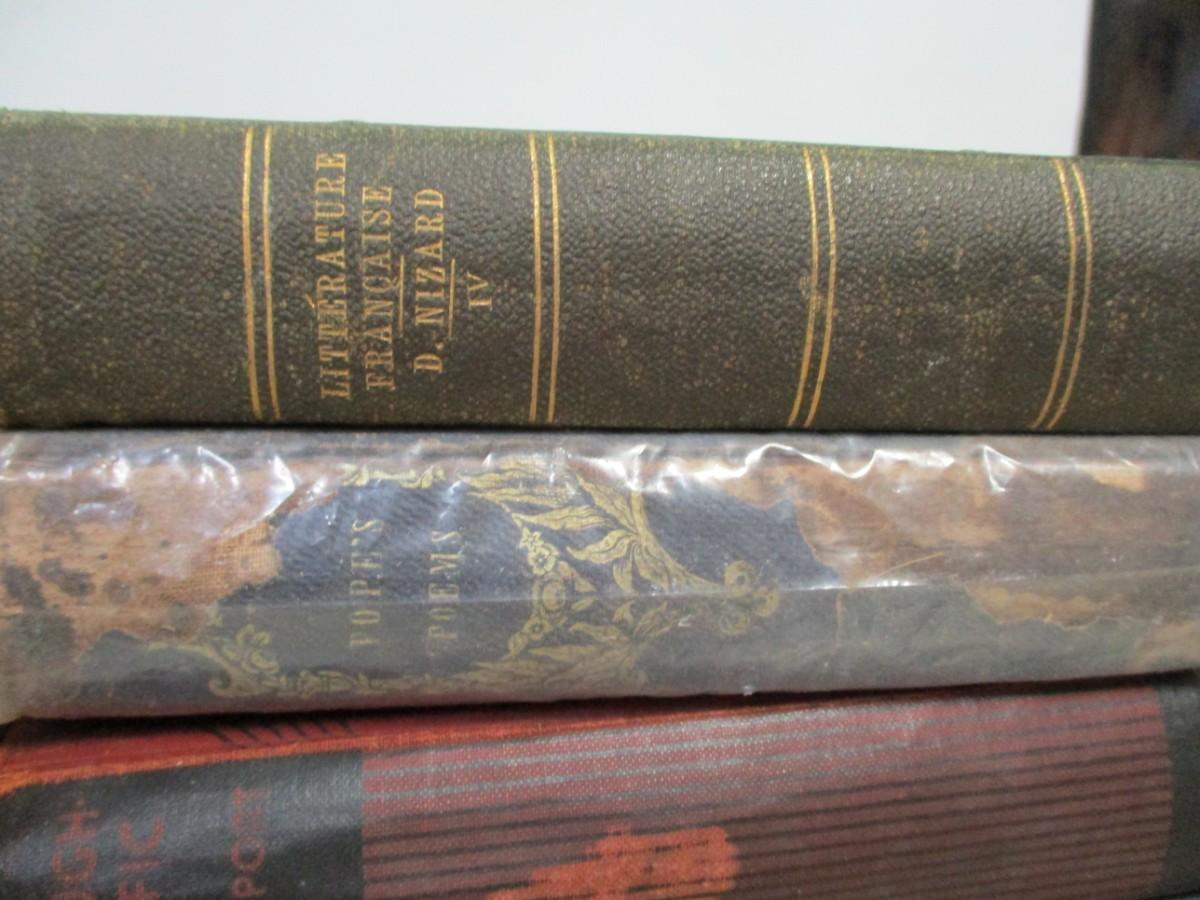 LITTÉRATURE
FRANÇAISE
D. NIZARD
IV
POPE'S
POEMS